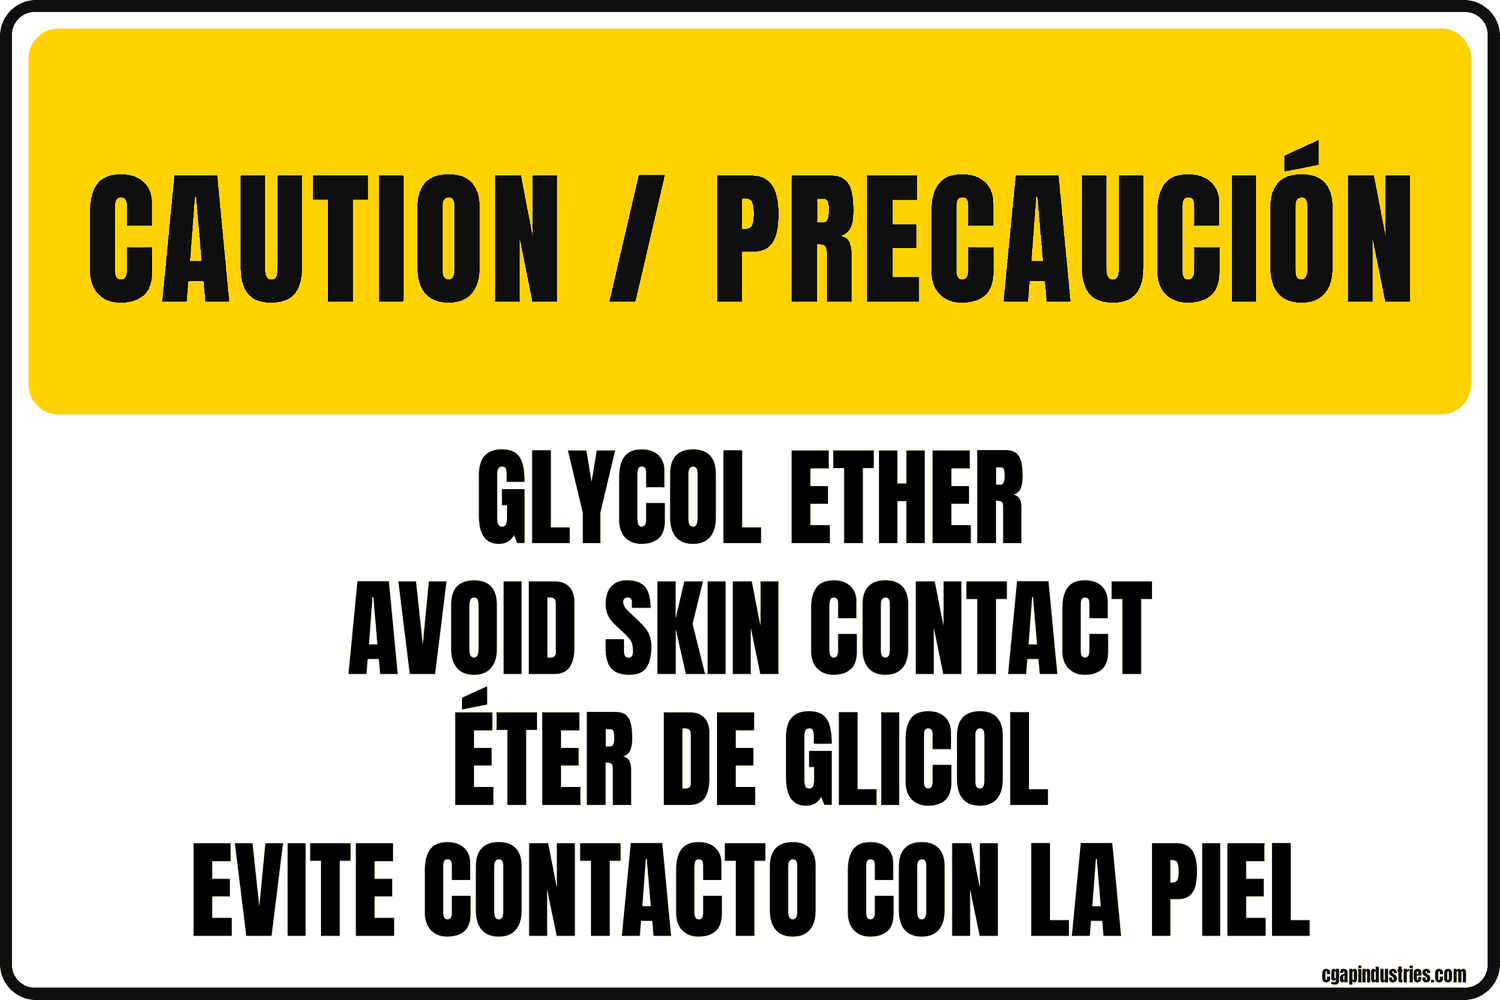 CAUTION / PRECAUCIÓN
GLYCOL ETHER
AVOID SKIN CONTACT
ÉTER DE GLICOL
EVITE CONTACTO CON LA PIEL
cgapindustries.com